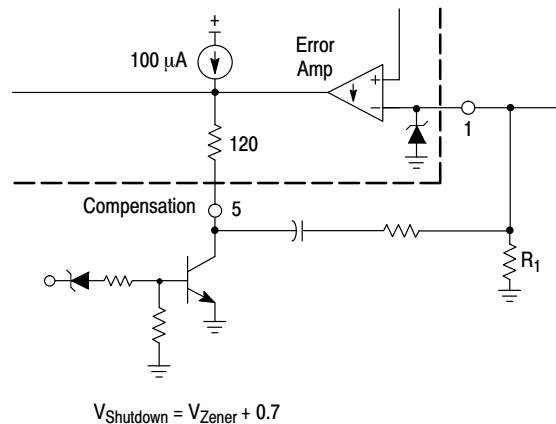 +
100 μA
Error
Amp
+
−
1
120
Compensation
5
R1
VShutdown = VZener + 0.7